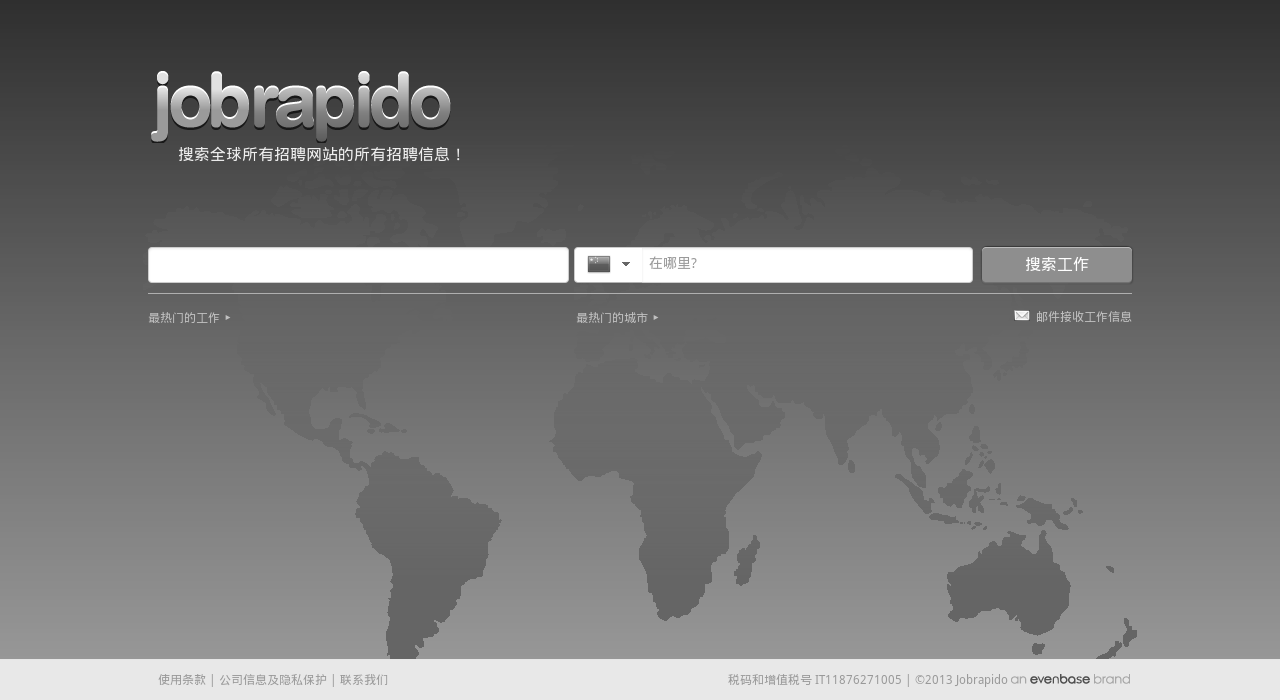 jobrapido
搜索全球所有招聘网站的所有招聘信息！
在哪里?
搜索工作
最热门的工作
最热门的城市
邮件接收工作信息
使用条款 | 公司信息及隐私保护 | 联系我们
税码和增值税号 IT11876271005 | ©2013 Jobrapido an evenbase brand